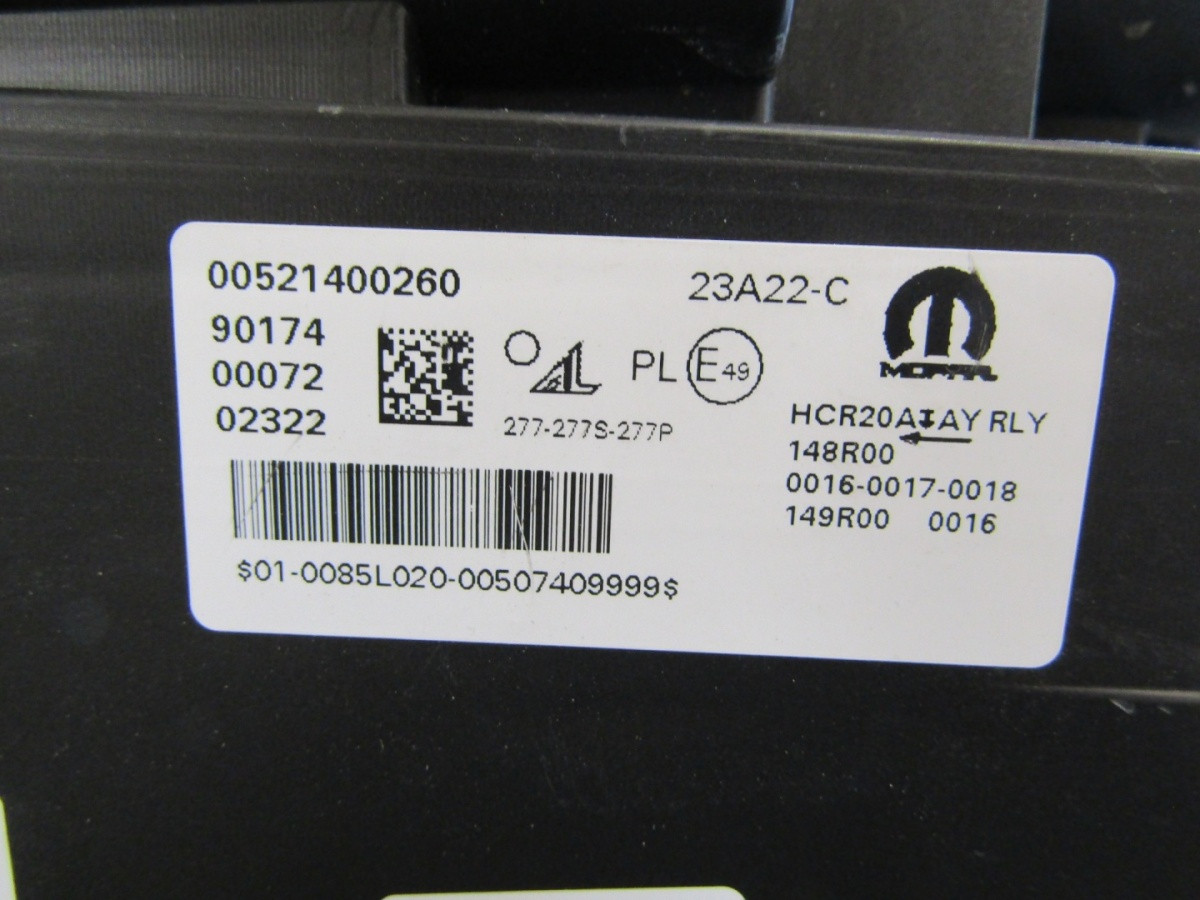 00521400260
23A22-C
90174
00072
02322
AL
PL E49
277-277S-277P
MOPAR
HCR20A AY RLY
148R00
0016-0017-0018
149R00 0016
$01-0085L020-00507409999$